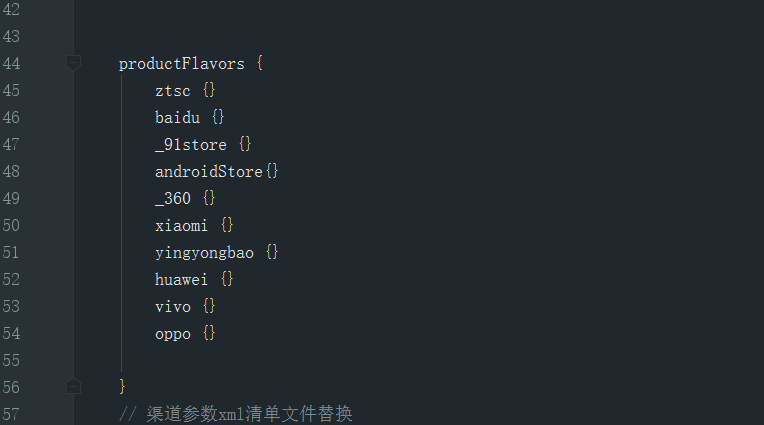 42
43
44 productFlavors {
45 ztsc {}
46 baidu {}
47 _91store {}
48 androidStore{}
49 _360 {}
50 xiaomi {}
51 yingyongbao {}
52 huawei {}
53 vivo {}
54 oppo {}
55
56 }
57 // 渠道参数xml清单文件替换